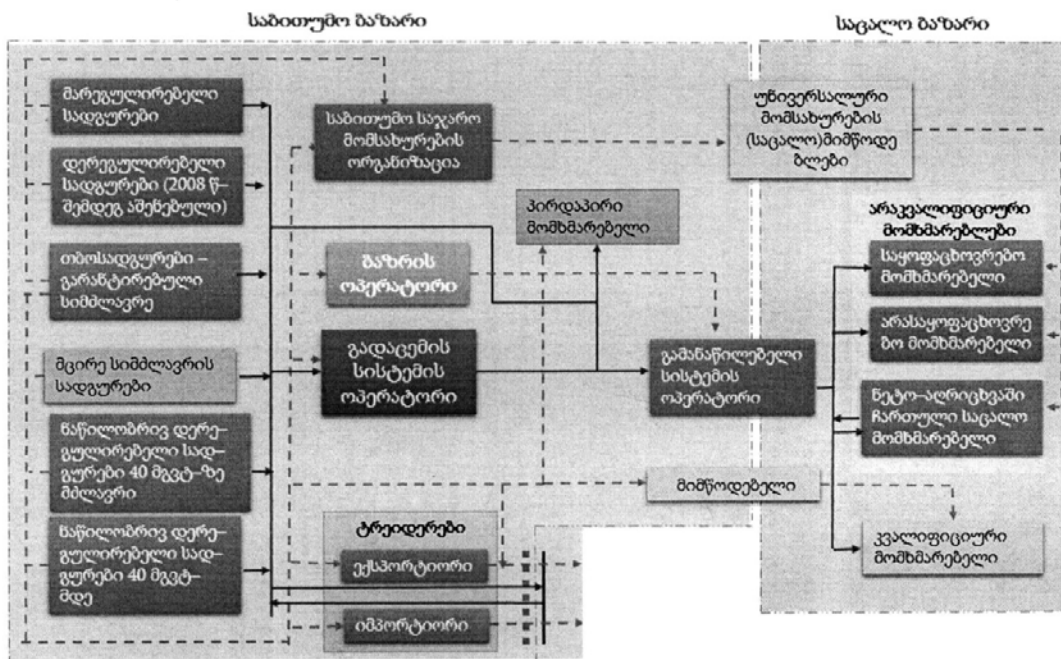 საბითუმო ბაზარი
საცალო ბაზარი
მარეგულირებელი
სადგურები
დერეგულირებელი
სადგურები (2008 წ–
შემდეგ აშენებული)
თბოსადგურები –
გარანტირებული
სიმძლავრე
მცირე სიმძლავრის
სადგურები
ნაწილობრივ დერე–
გულირებელი სად–
გურები 40 მგვტ–ზე
მძლავრი
ნაწილობრივ დერე–
გულირებელი სად–
გურები 40 მგვტ–
მდე
საბითუმო საჯარო
მომსახურების
ორგანიზაცია
პირდაპირი
მომხმარებელი
ბაზრის
ოპერატორი
გადაცემის
სისტემის
ოპერატორი
გამანაწილებელი
სისტემის
ოპერატორი
მიმწოდებელი
ტრეიდერები
ექსპორტიორი
იმპორტიორი
უნივერსალური
მომსახურების
(საცალო)მიმწოდე
ბლები
არაკვალიფიციური
მომხმარებლები
საყოფაცხოვრებო
მომხმარებელი
არასაყოფაცხოვრე
ბო მომხმარებელი
ნეტო–აღრიცხვაში
ჩართული საცალო
მომხმარებელი
კვალიფიციური
მომხმარებელი